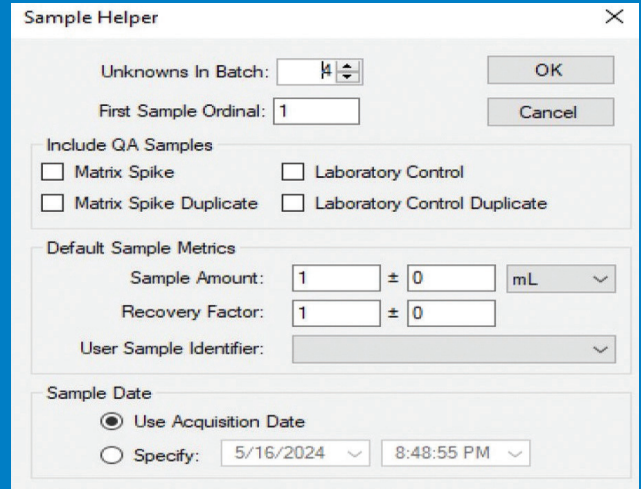 Sample Helper
Unknowns In Batch: 4 OK
First Sample Ordinal: 1 Cancel
Include QA Samples
Matrix Spike Laboratory Control
Matrix Spike Duplicate Laboratory Control Duplicate
Default Sample Metrics
Sample Amount: 1 ± 0 mL
Recovery Factor: 1 ± 0
User Sample Identifier:
Sample Date
Use Acquisition Date
Specify: 5/16/2024 8:48:55 PM